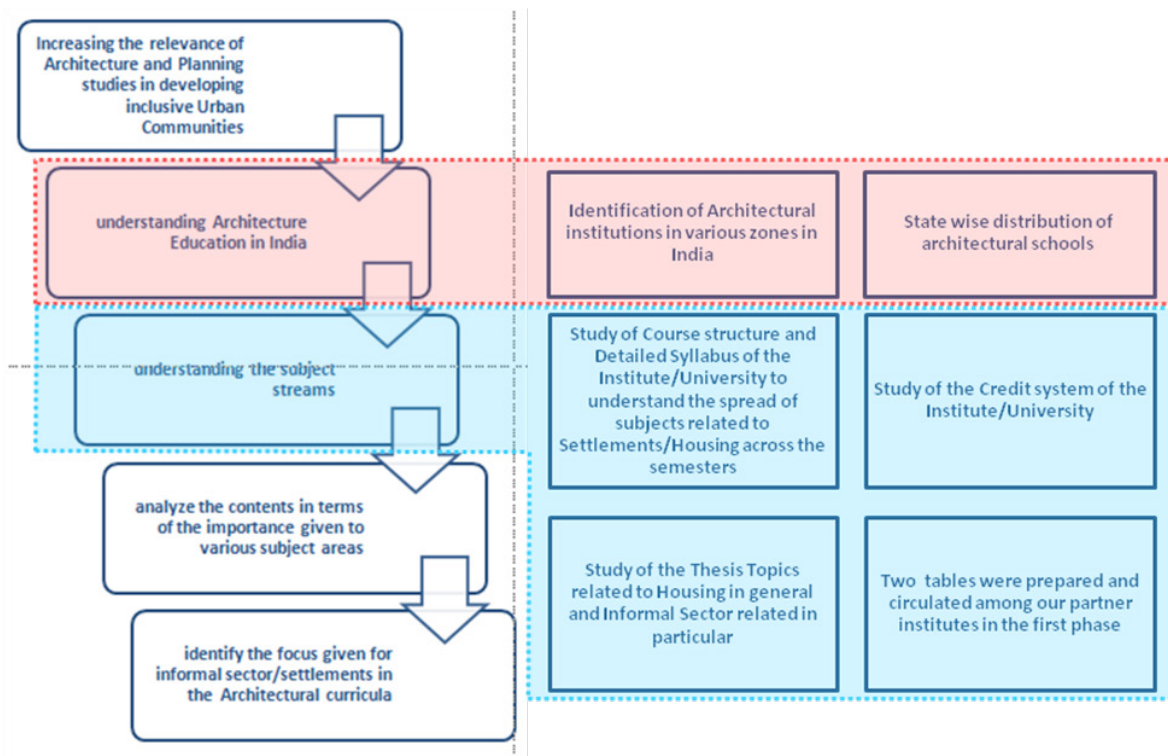 Increasing the relevance of
Architecture and Planning
studies in developing
inclusive Urban
Communities
understanding Architecture
Education in India
Identification of Architectural
institutions in various zones in
India
State wise distribution of
architectural schools
understanding the subject
streams
Study of Course structure and
Detailed Syllabus of the
Institute/University to
understand the spread of
subjects related to
Settlements/Housing across the
semesters
Study of the Credit system of the
Institute/University
analyze the contents in terms
of the importance given to
various subject areas
Study of the Thesis Topics
related to Housing in general
and Informal Sector related in
particular
Two tables were prepared and
circulated among our partner
institutes in the first phase
identify the focus given for
informal sector/settlements in
the Architectural curricula